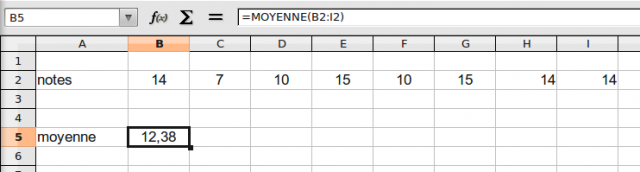 B5 f(x) Σ = =MOYENNE(B2:I2)
A B C D E F G H I
1
2 notes 14 7 10 15 10 15 14 14
3
4
5 moyenne 12,38
6